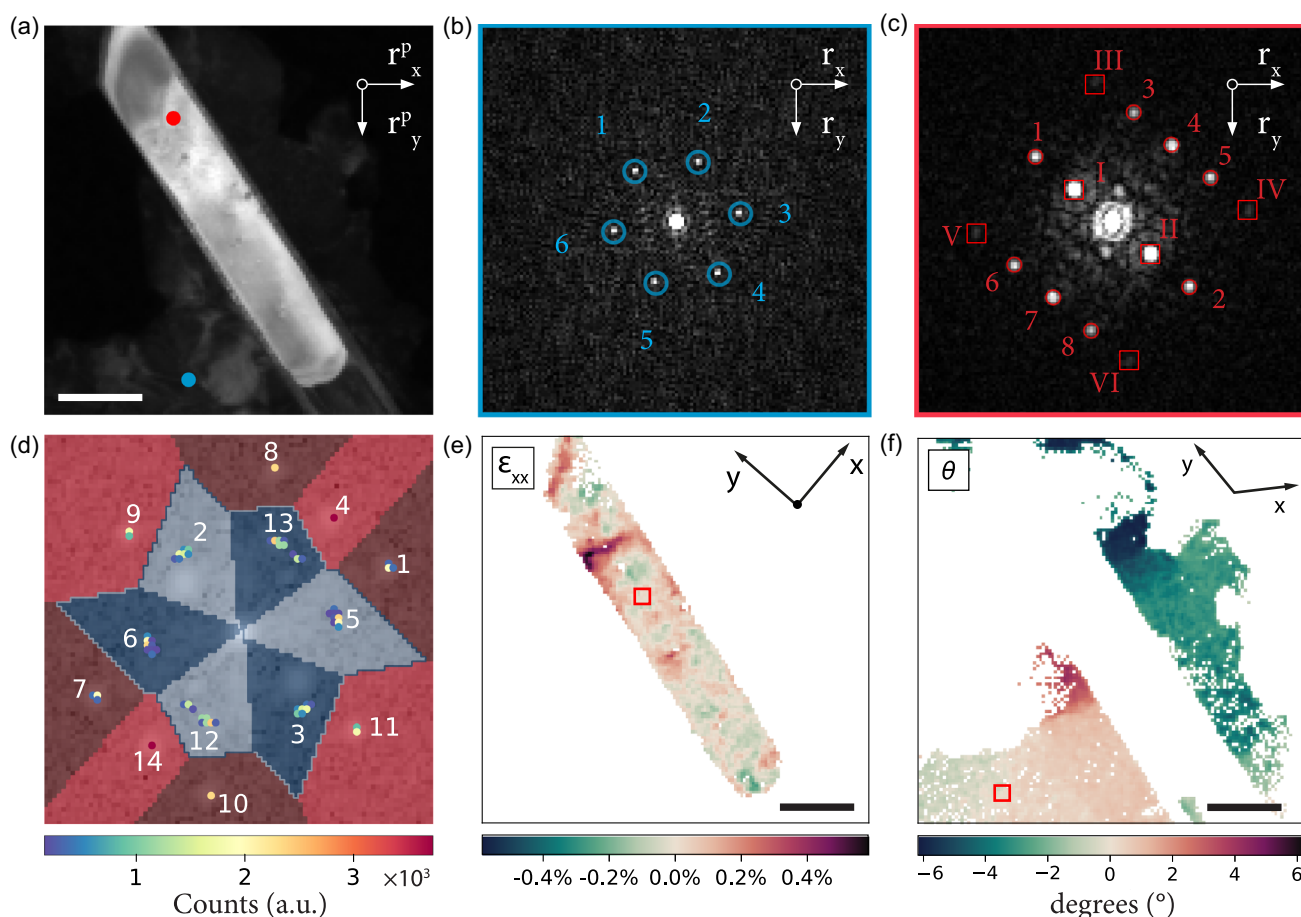 (a)
r^p_x
r^p_y
(b)
r_x
r_y
1
2
3
4
5
6
(c)
r_x
r_y
III
3
4
1
5
I
IV
II
V
6
2
7
8
VI
(d)
8
4
9
2
13
1
5
6
7
12
3
11
14
10
1
2
3
×10³
Counts (a.u.)
(e)
ε_xx
y
x
-0.4%
-0.2%
0.0%
0.2%
0.4%
(f)
θ
y
x
−6
−4
−2
0
2
4
6
degrees (°)